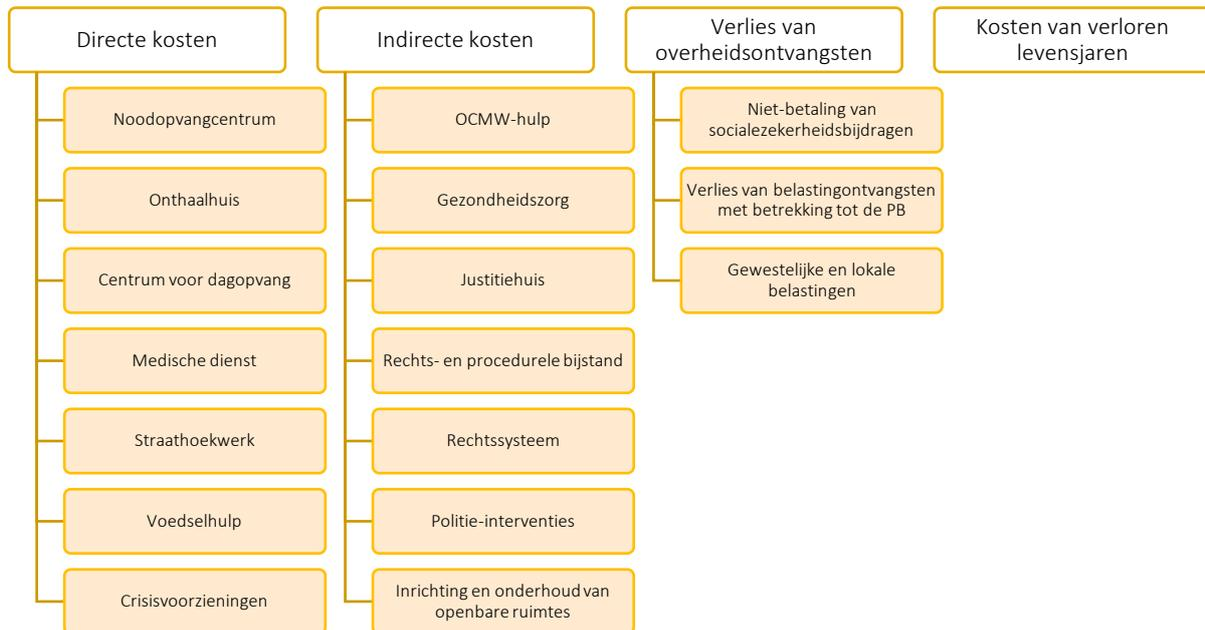 Directe kosten
Noodopvangcentrum
Onthaalhuis
Centrum voor dagopvang
Medische dienst
Straathoekwerk
Voedselhulp
Crisisvoorzieningen
Indirecte kosten
OCMW-hulp
Gezondheidszorg
Justitiehuis
Rechts- en procedurele bijstand
Rechtssysteem
Politie-interventies
Inrichting en onderhoud van
openbare ruimtes
Verlies van
overheidsontvangsten
Niet-betaling van
socialezekerheidsbijdragen
Verlies van belastingontvangsten
met betrekking tot de PB
Gewestelijke en lokale
belastingen
Kosten van verloren
levensjaren